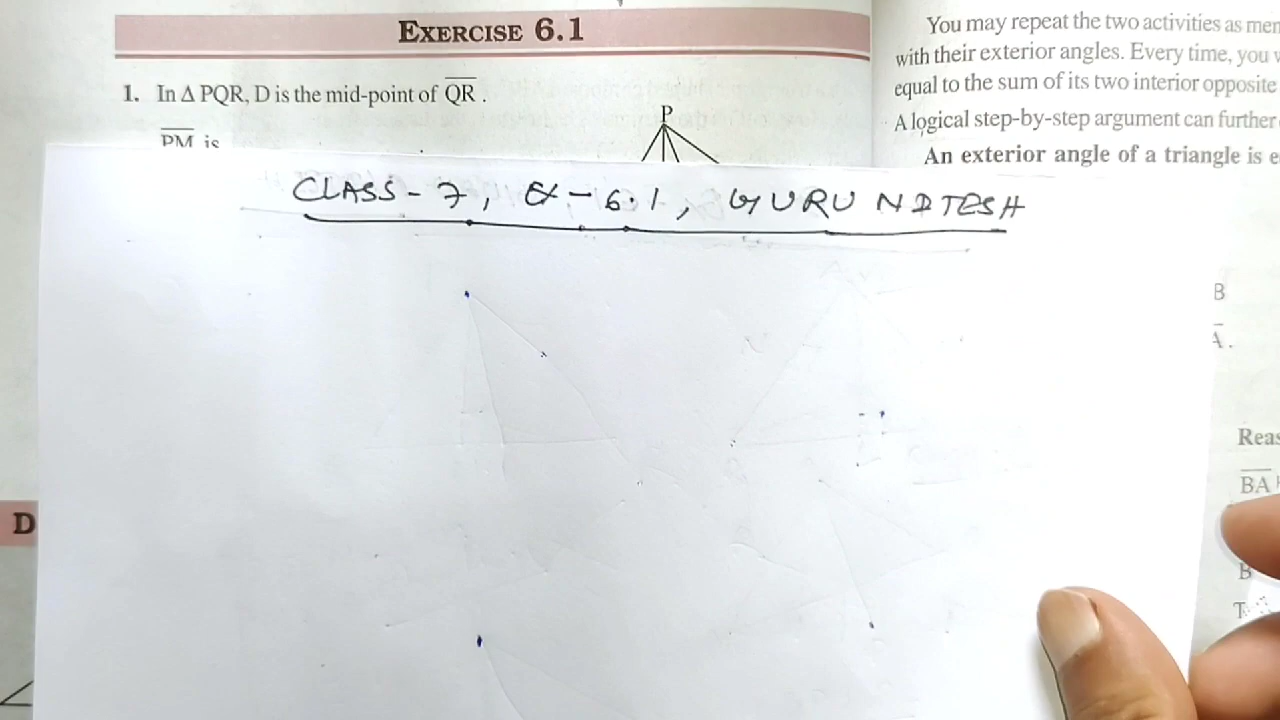 EXERCISE 6.1
1. In Δ PQR, D is the mid-point of QR .
PM is
P
You may repeat the two activities as
with their exterior angles. Every time, you
equal to the sum of its two interior opposite
A logical step-by-step argument can further
An exterior angle of a triangle is
CLASS - 7, EX - 6.1, GURU NITESH
B
A .
BA
B
D